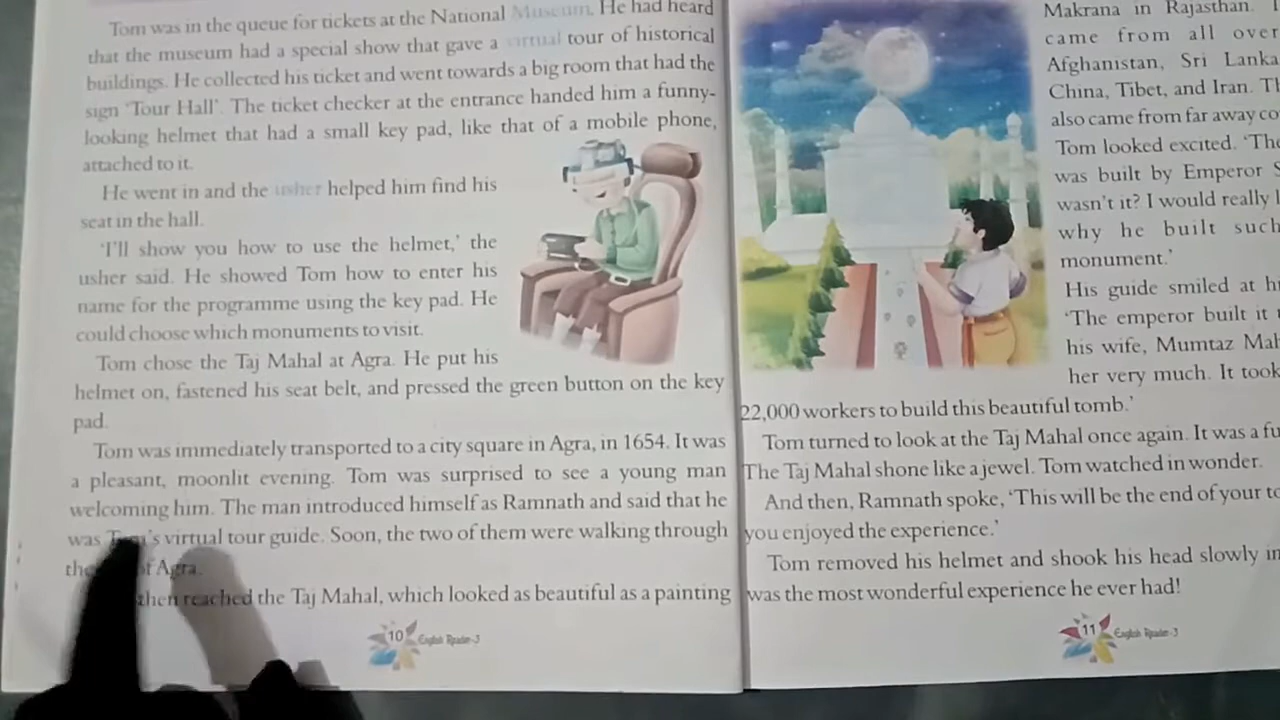 Tom was in the queue for tickets at the National Museum. He had heard
that the museum had a special show that gave a virtual tour of historical
buildings. He collected his ticket and went towards a big room that had the
sign 'Tour Hall'. The ticket checker at the entrance handed him a funny-
looking helmet that had a small key pad, like that of a mobile phone,
attached to it.
He went in and the usher helped him find his
seat in the hall.
'I'll show you how to use the helmet,' the
usher said. He showed Tom how to enter his
name for the programme using the key pad. He
could choose which monuments to visit.
Tom chose the Taj Mahal at Agra. He put his
helmet on, fastened his seat belt, and pressed the green button on the key
pad.
Tom was immediately transported to a city square in Agra, in 1654. It was
a pleasant, moonlit evening. Tom was surprised to see a young man
welcoming him. The man introduced himself as Ramnath and said that he
was Tom's virtual tour guide. Soon, the two of them were walking through
of Agra.
then reached the Taj Mahal, which looked as beautiful as a painting
10 English Reader-3
Makrana in Rajasthan.
came from all over
Afghanistan, Sri Lanka
China, Tibet, and Iran.
also came from far away
Tom looked excited.
was built by Emperor
wasn't it? I would really
why he built such
monument.'
His guide smiled at
'The emperor built it
his wife, Mumtaz
her very much. It took
22,000 workers to build this beautiful tomb.'
Tom turned to look at the Taj Mahal once again. It was a
The Taj Mahal shone like a jewel. Tom watched in wonder.
And then, Ramnath spoke, 'This will be the end of your
you enjoyed the experience.'
Tom removed his helmet and shook his head slowly in
was the most wonderful experience he ever had!
11 English Reader-3